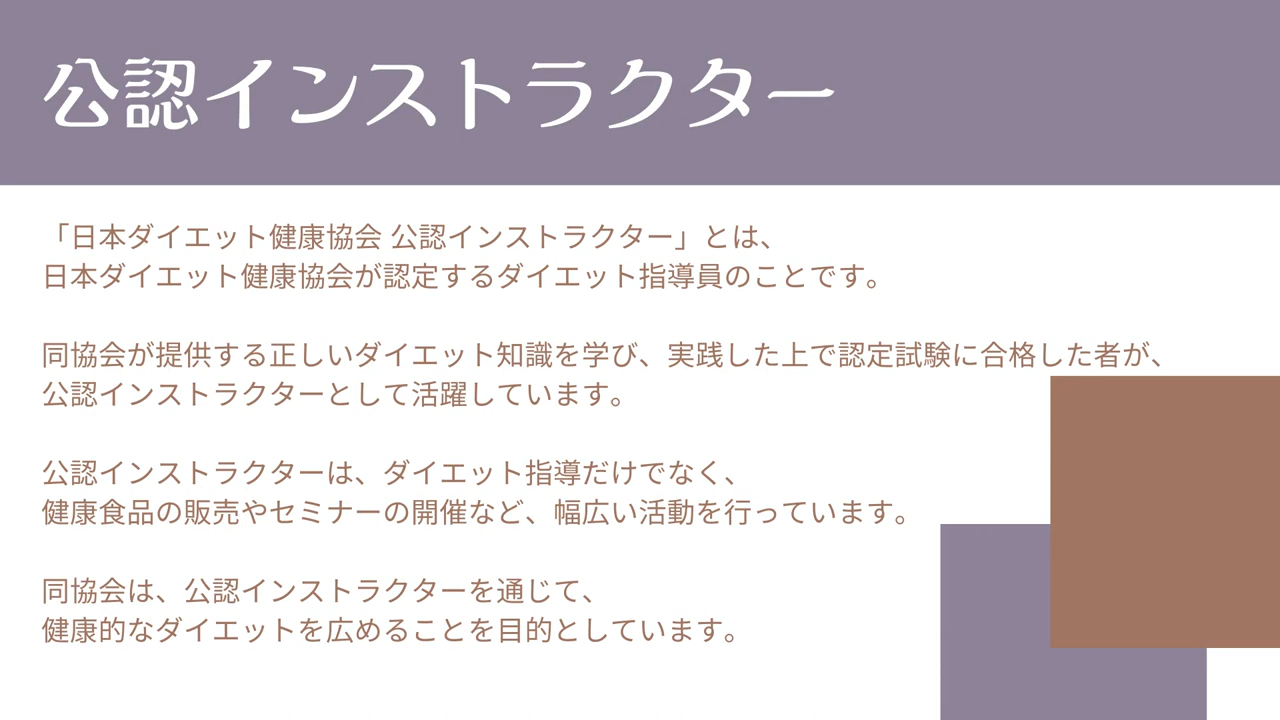 公認インストラクター
「日本ダイエット健康協会 公認インストラクター」とは、
日本ダイエット健康協会が認定するダイエット指導員のことです。
同協会が提供する正しいダイエット知識を学び、実践した上で認定試験に合格した者が、
公認インストラクターとして活躍しています。
公認インストラクターは、ダイエット指導だけでなく、
健康食品の販売やセミナーの開催など、幅広い活動を行っています。
同協会は、公認インストラクターを通じて、
健康的なダイエットを広めることを目的としています。